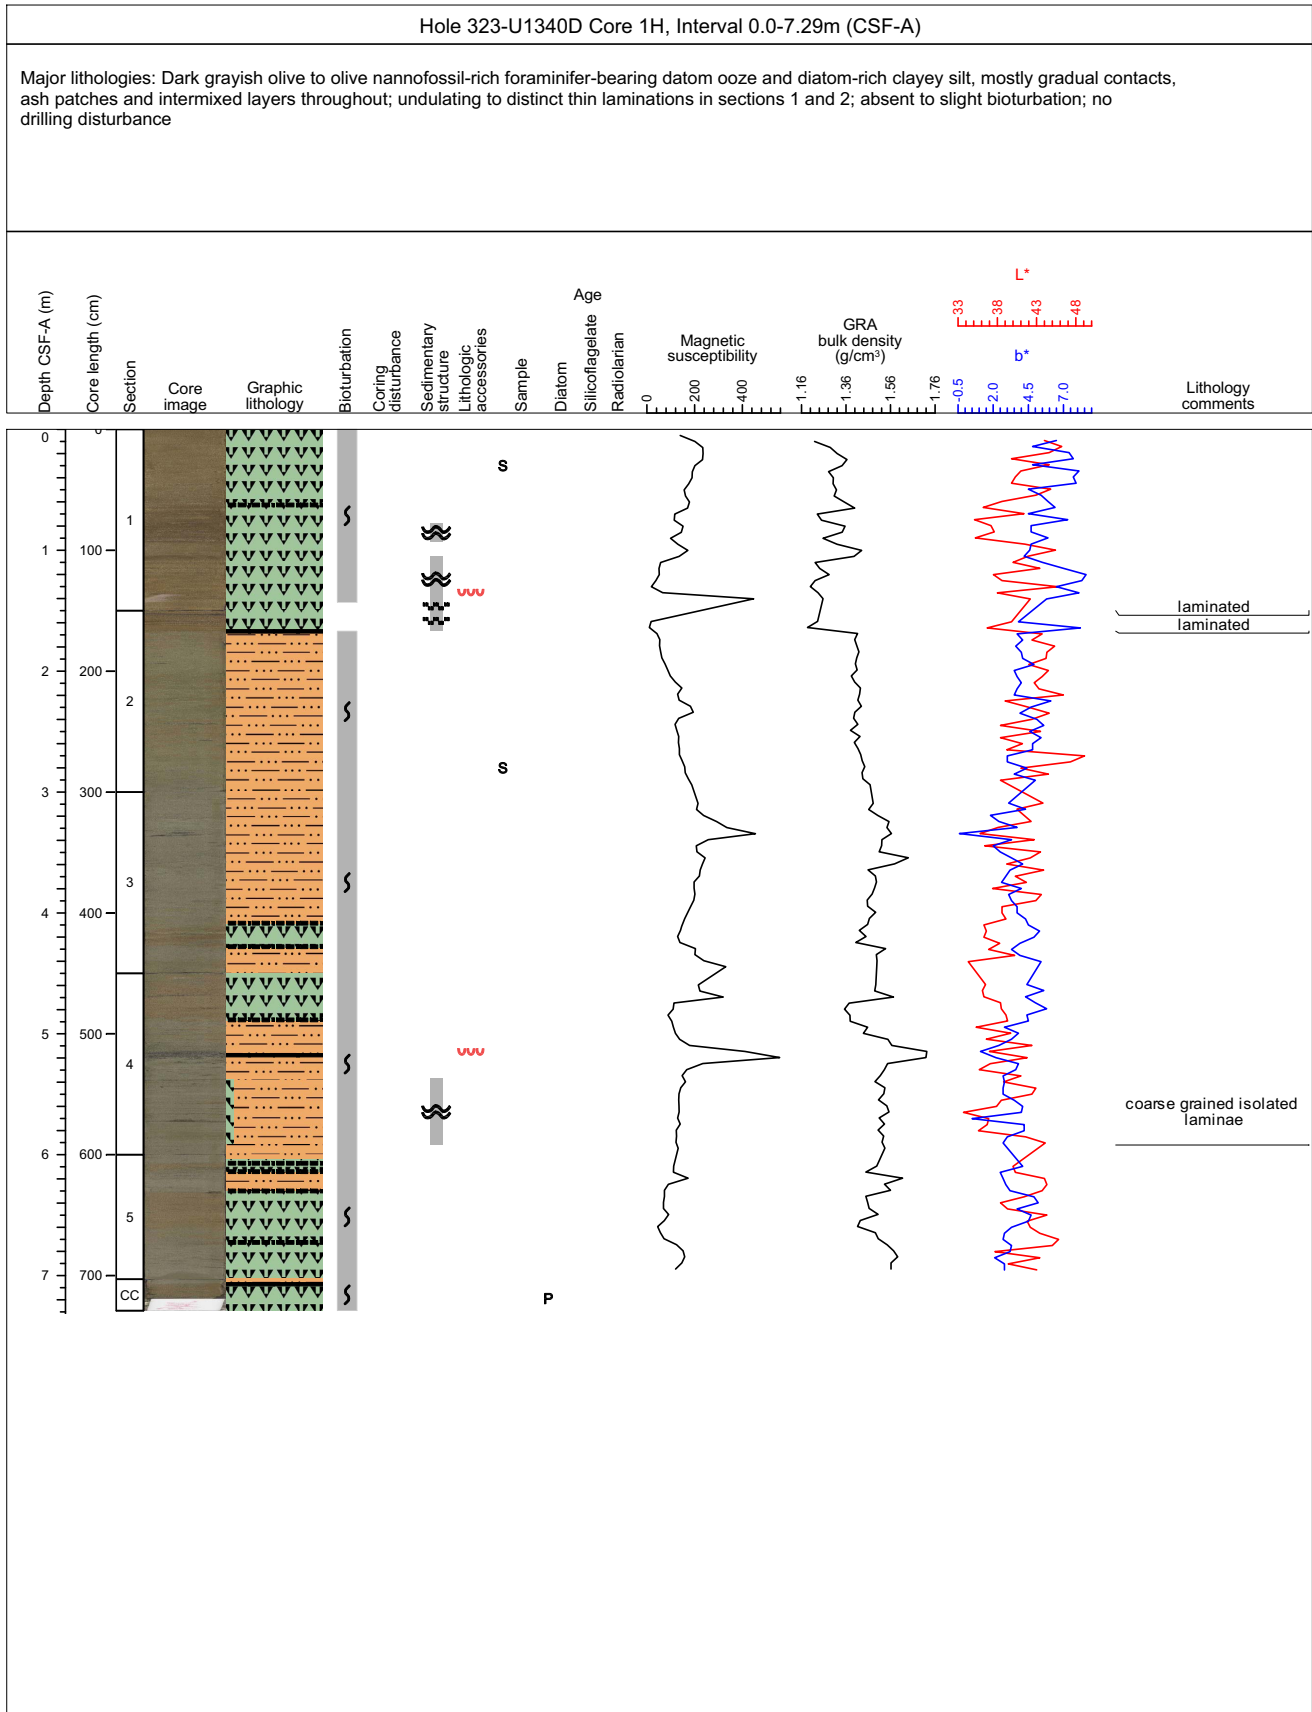 Hole 323-U1340D Core 1H, Interval 0.0-7.29m (CSF-A)
Major lithologies: Dark grayish olive to olive nannofossil-rich foraminifer-bearing datom ooze and diatom-rich clayey silt, mostly gradual contacts,
ash patches and intermixed layers throughout; undulating to distinct thin laminations in sections 1 and 2; absent to slight bioturbation; no
drilling disturbance
Depth CSF-A (m)
Core length (cm)
Section
Core
image
Graphic
lithology
Bioturbation
Coring
disturbance
Sedimentary
structure
Lithologic
accessories
Sample
Age
Diatom
Silicoflagelate
Radiolarian
Magnetic
susceptibility
0 200 400
GRA
bulk density
(g/cm³)
1.16 1.36 1.56 1.76
L*
33 38 43 48
b*
-0.5 2.0 4.5 7.0
Lithology
comments
0 0
S
1
1 100
laminated
laminated
2 200
2
S
3 300
3
4 400
5 500
4
coarse grained isolated
laminae
6 600
5
7 700
CC
P